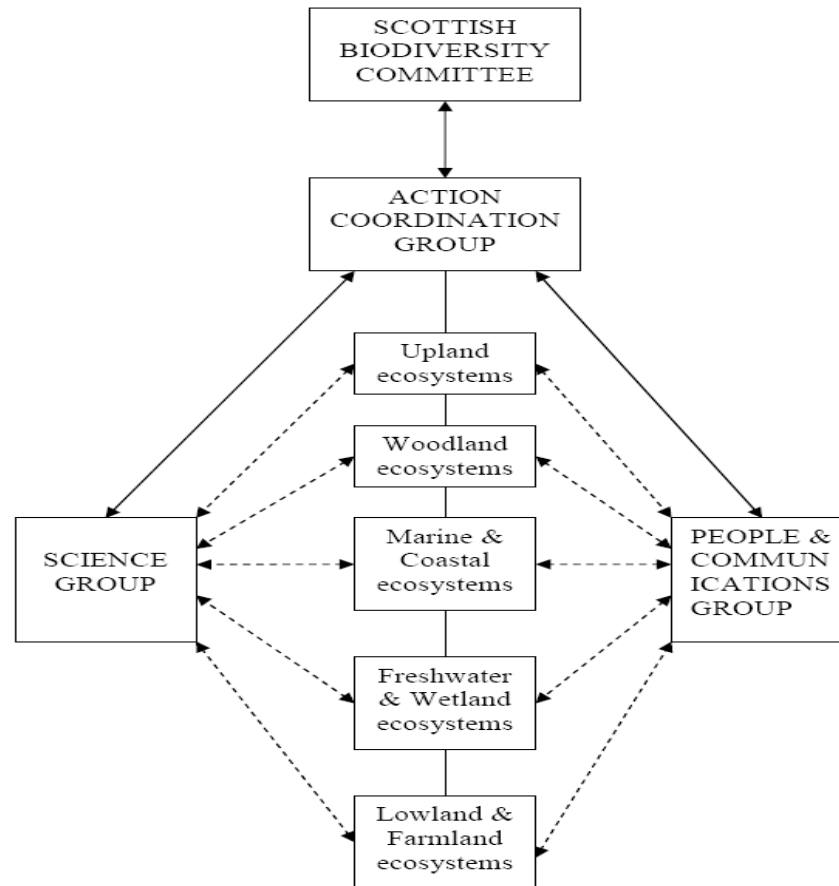 SCOTTISH
BIODIVERSITY
COMMITTEE
ACTION
COORDINATION
GROUP
Upland
ecosystems
Woodland
ecosystems
SCIENCE
GROUP
Marine &
Coastal
ecosystems
PEOPLE &
COMMUN
ICATIONS
GROUP
Freshwater
& Wetland
ecosystems
Lowland &
Farmland
ecosystems